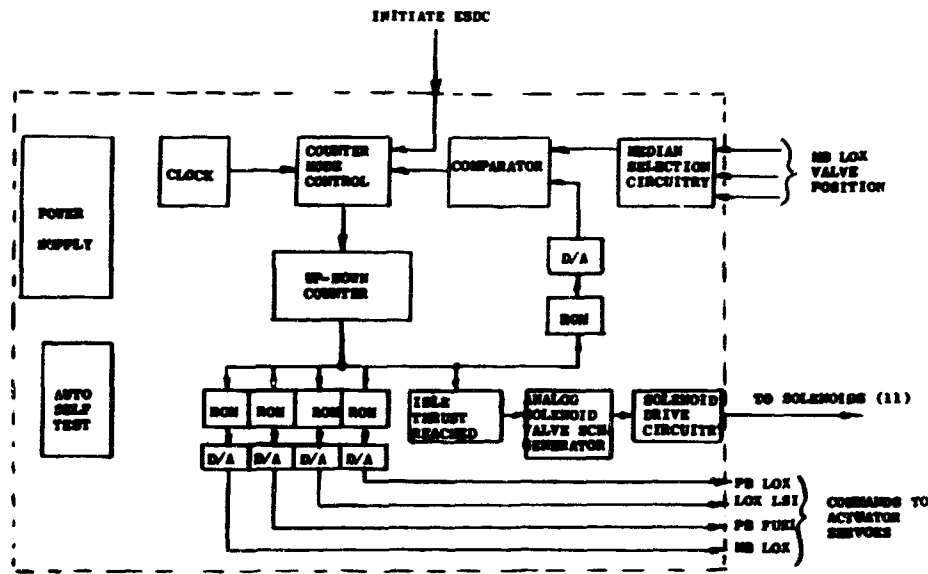 INITIATE ESDC
POWER
SUPPLY
CLOCK
COUNTER
MODE
CONTROL
COMPARATOR
MEDIAN
SELECTION
CIRCUITRY
MB LOX
VALVE
POSITION
D/A
ROM
UP-DOWN
COUNTER
AUTO
SELF
TEST
ROM ROM ROM ROM
D/A D/A D/A D/A
IDLE
THRUST
REACHED
ANALOG
SOLENOID
VALVE SCH
GENERATOR
SOLENOID
DRIVE
CIRCUITRY
TO SOLENOIDS (11)
PB LOX
LOX LSI
PB FUEL
MB LOX
COMMANDS TO
ACTUATOR
SERVOES